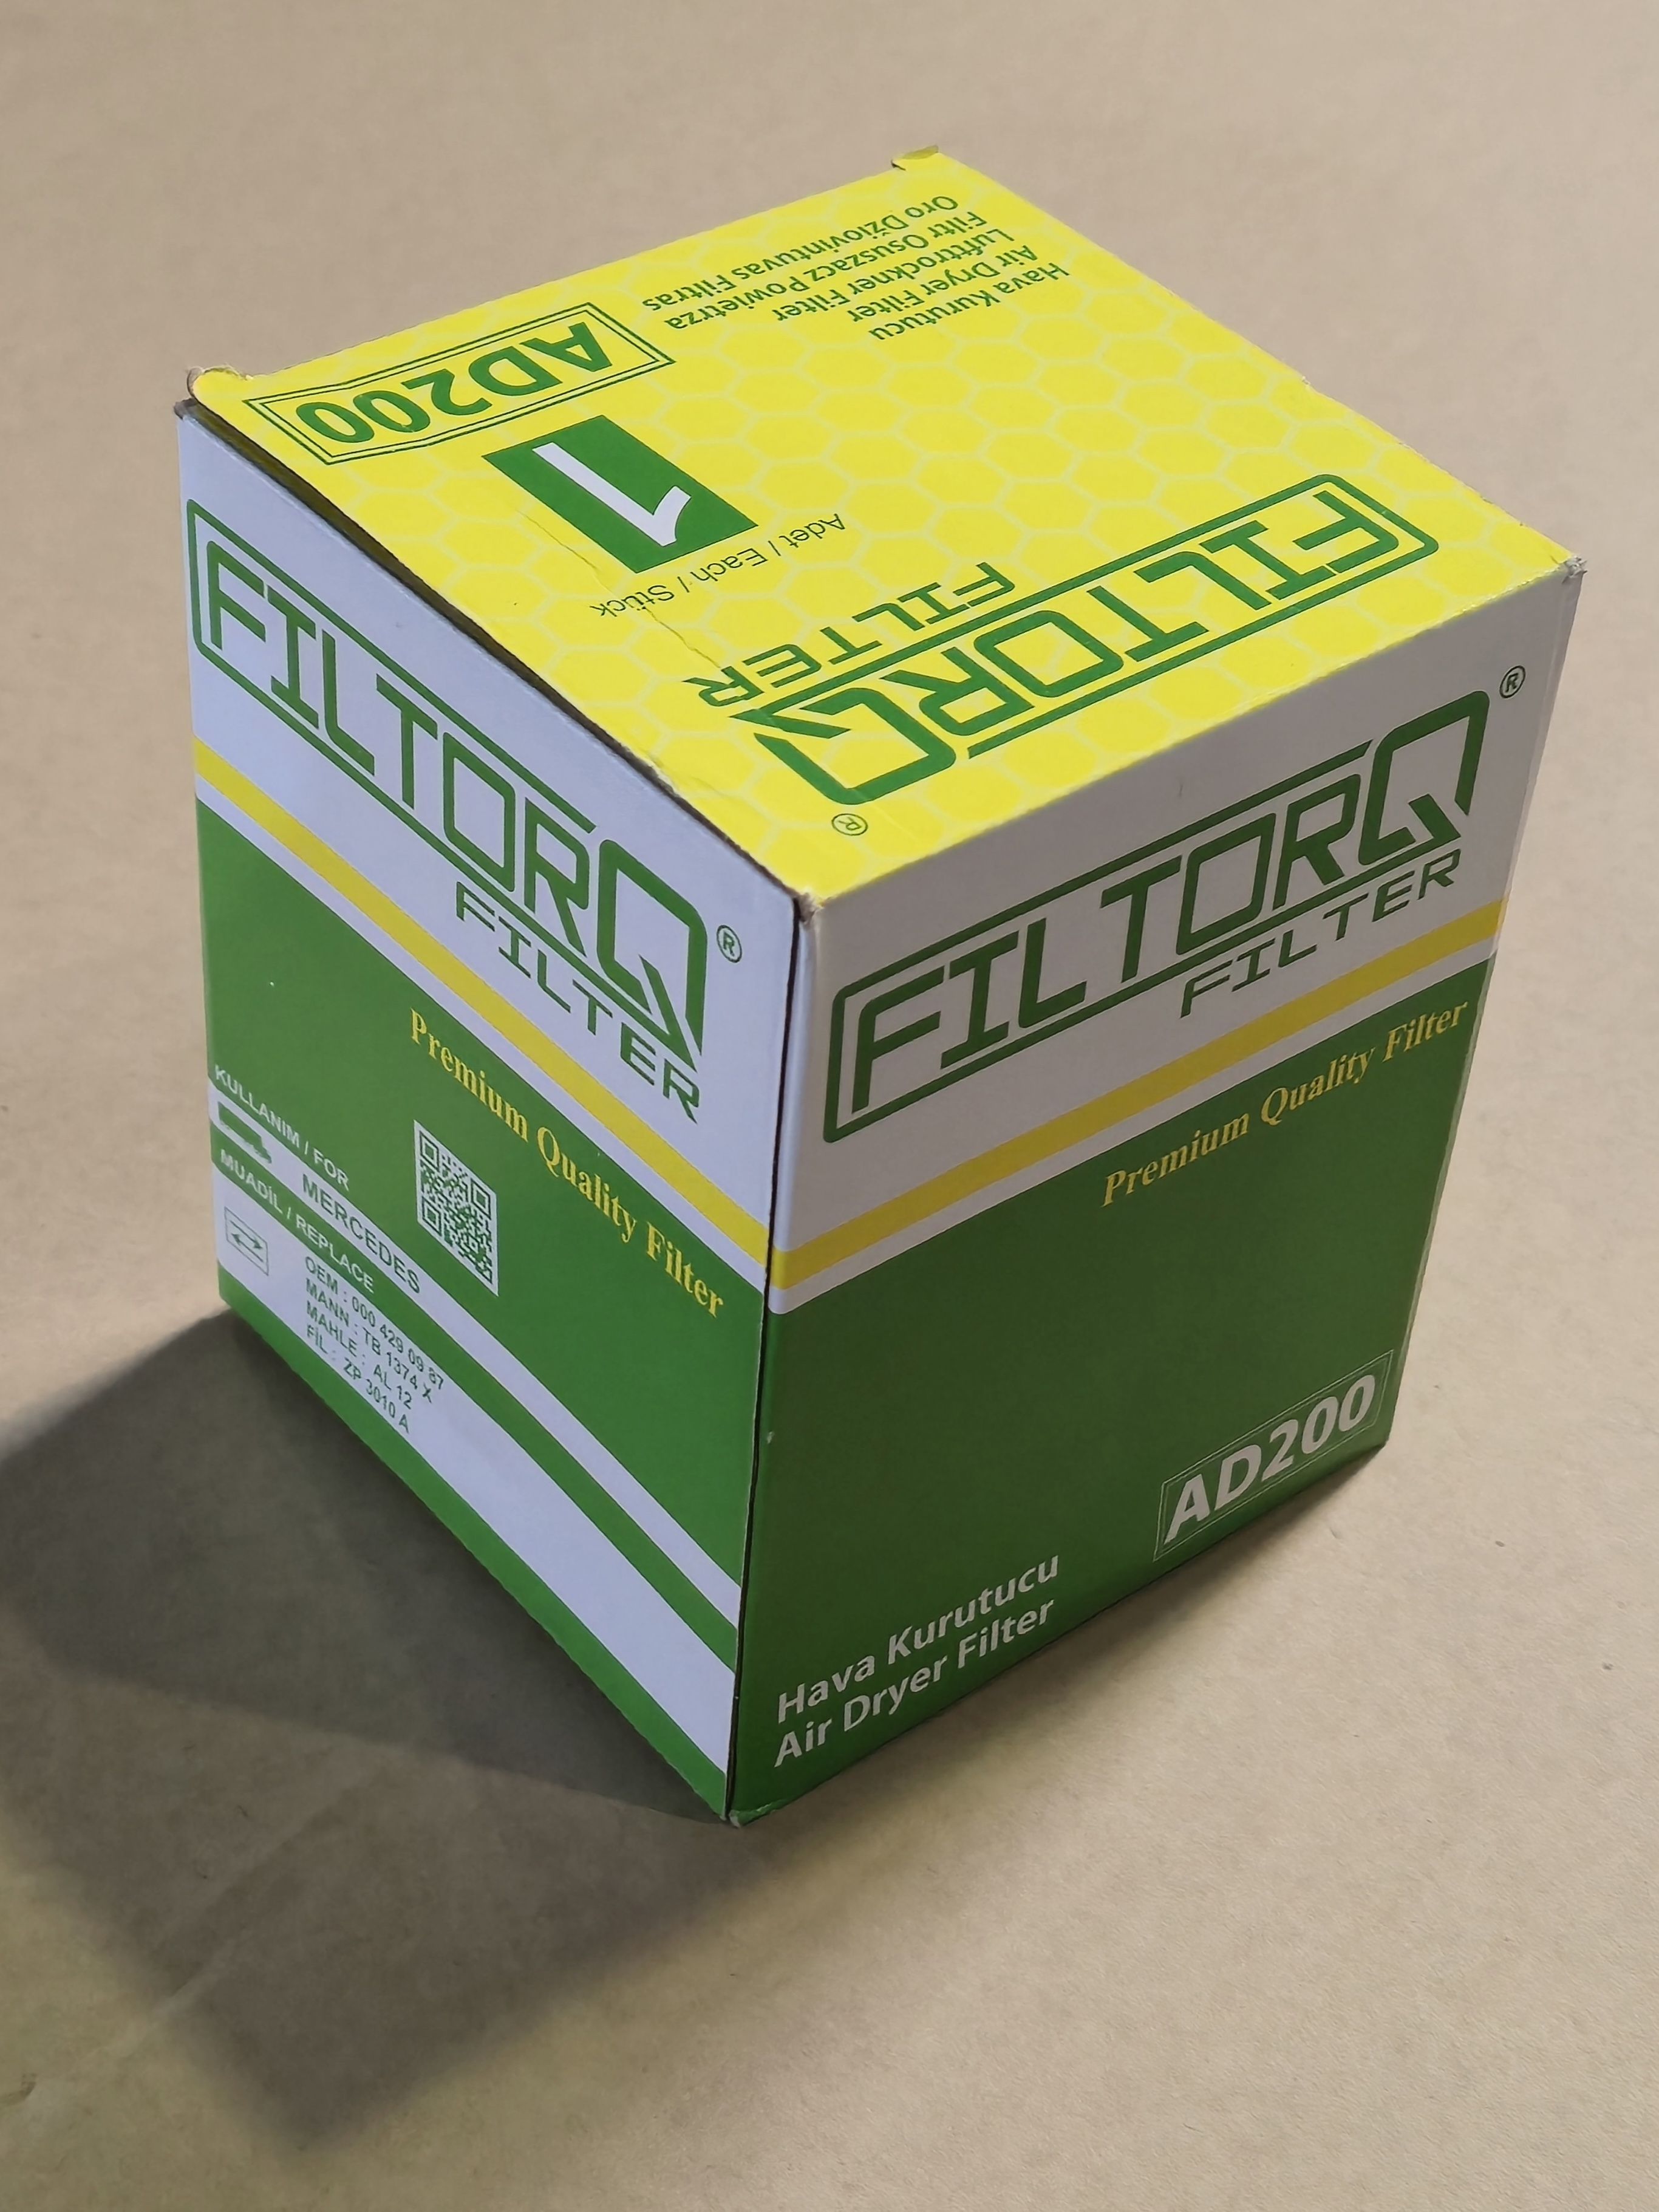 Hava Kurutucu
Air Dryer Filter
Lufttrockner Filter
Filtr Osuszacz Powietrza
Oro Džiovintuvas Filtras
AD200
1
Adet / Each / Stück
FILTORQ ®
FILTER
FILTORQ ®
FILTER
Premium Quality Filter
KULLANIM / FOR
MERCEDES
MUADİL / REPLACE
OEM : 000 429 09 87
MANN : TB 1374 X
MAHLE : AL 12
FİL : ZP 3010 A
FILTORQ ®
FILTER
Premium Quality Filter
AD200
Hava Kurutucu
Air Dryer Filter